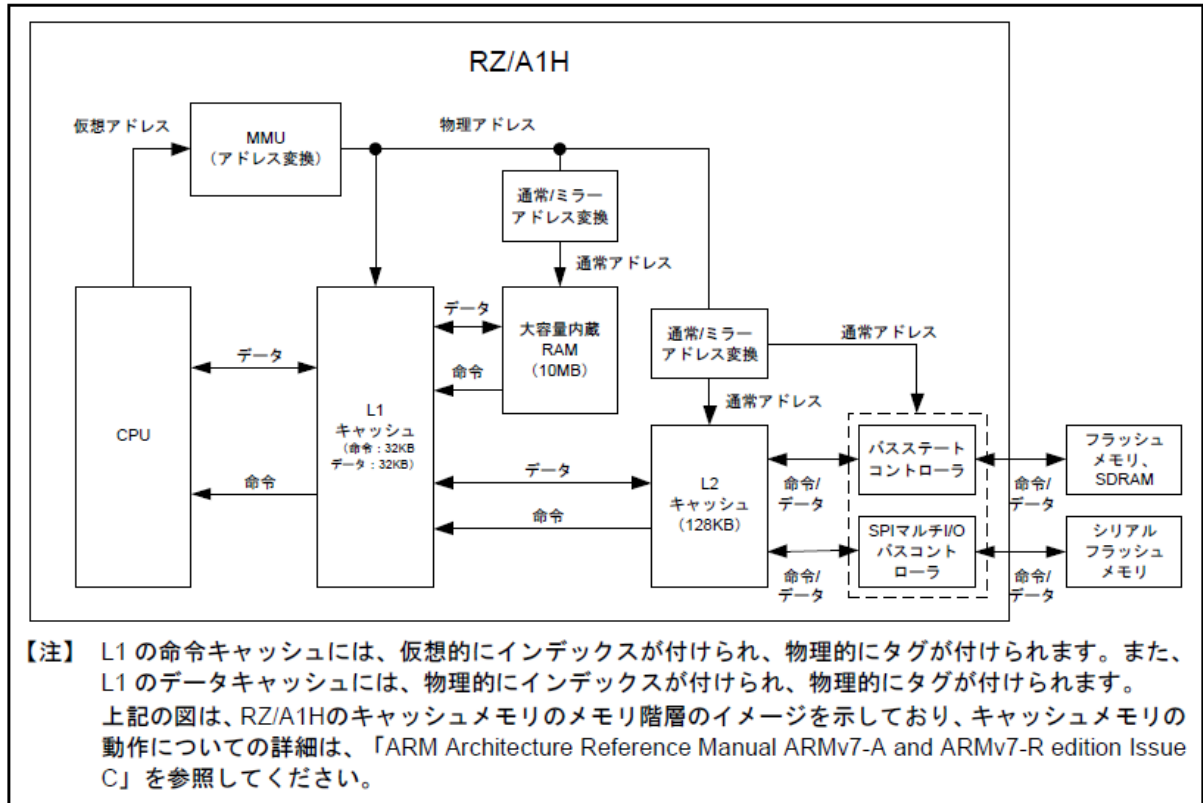 RZ/A1H
仮想アドレス
MMU
（アドレス変換）
物理アドレス
通常/ミラー
アドレス変換
通常アドレス
CPU
データ
命令
L1
キャッシュ
（命令：32KB
データ：32KB）
データ
命令
大容量内蔵
RAM
（10MB）
データ
命令
通常/ミラー
アドレス変換
通常アドレス
通常アドレス
L2
キャッシュ
（128KB）
命令/
データ
命令/
データ
バスステート
コントローラ
SPIマルチI/O
バスコント
ローラ
命令/
データ
命令/
データ
フラッシュ
メモリ、
SDRAM
シリアル
フラッシュ
メモリ
【注】 L1 の命令キャッシュには、仮想的にインデックスが付けられ、物理的にタグが付けられます。また、
L1 のデータキャッシュには、物理的にインデックスが付けられ、物理的にタグが付けられます。
上記の図は、RZ/A1Hのキャッシュメモリのメモリ階層のイメージを示しており、キャッシュメモリの
動作についての詳細は、「ARM Architecture Reference Manual ARMv7-A and ARMv7-R edition Issue
C」を参照してください。